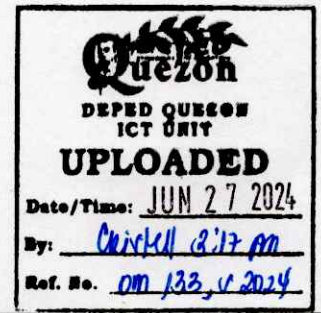 Quezon
DEPED QUEZON
ICT UNIT
UPLOADED
Date/Time: JUN 27 2024
By: 3:17 pm
Ref. No. OM 133, s 2024